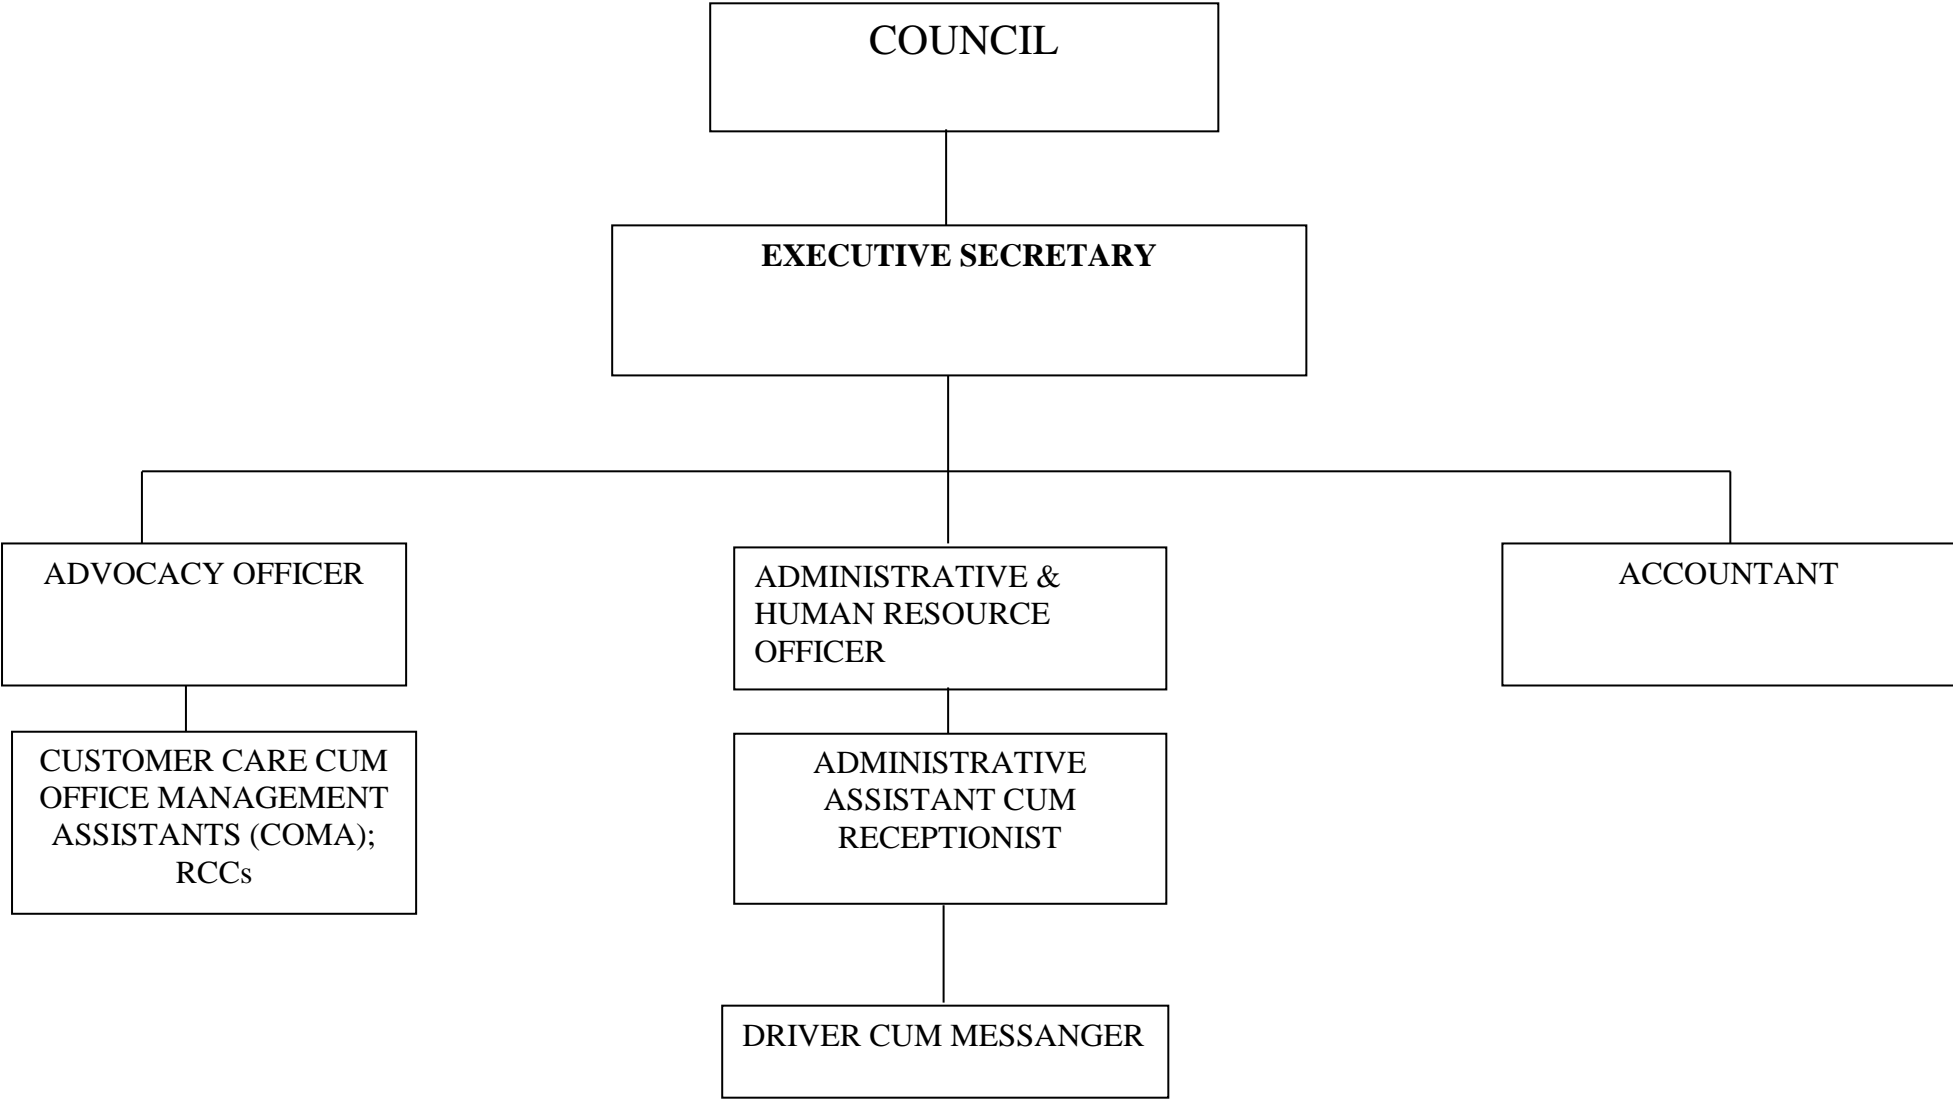 COUNCIL
EXECUTIVE SECRETARY
ADVOCACY OFFICER
ADMINISTRATIVE &
HUMAN RESOURCE
OFFICER
ACCOUNTANT
CUSTOMER CARE CUM
OFFICE MANAGEMENT
ASSISTANTS (COMA);
RCCs
ADMINISTRATIVE
ASSISTANT CUM
RECEPTIONIST
DRIVER CUM MESSANGER